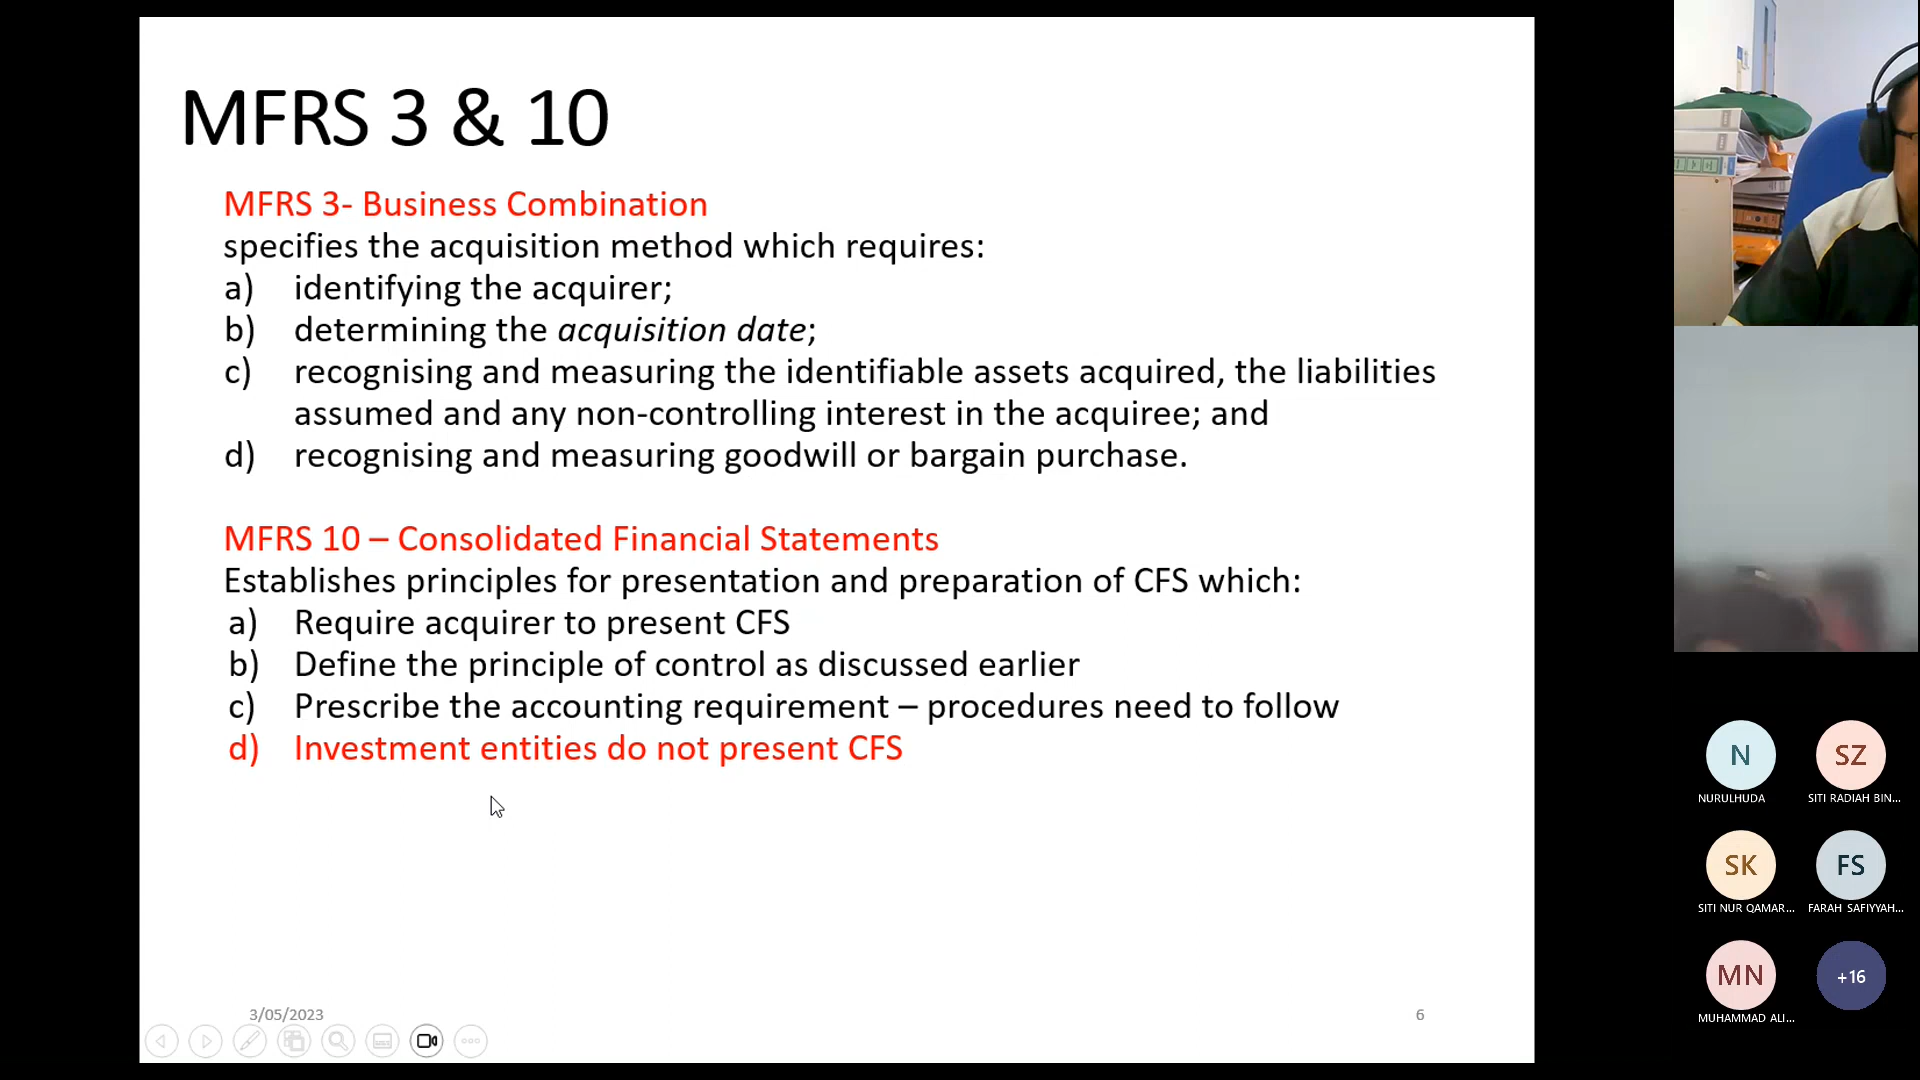 MFRS 3 & 10
MFRS 3- Business Combination
specifies the acquisition method which requires:
a) identifying the acquirer;
b) determining the acquisition date;
c) recognising and measuring the identifiable assets acquired, the liabilities
assumed and any non-controlling interest in the acquiree; and
d) recognising and measuring goodwill or bargain purchase.
MFRS 10 – Consolidated Financial Statements
Establishes principles for presentation and preparation of CFS which:
a) Require acquirer to present CFS
b) Define the principle of control as discussed earlier
c) Prescribe the accounting requirement – procedures need to follow
d) Investment entities do not present CFS
3/05/2023
6
N
SZ
NURULHUDA
SITI RADIAH BIN...
SK
FS
SITI NUR QAMAR...
FARAH SAFIYYAH...
MN
+16
MUHAMMAD ALI...